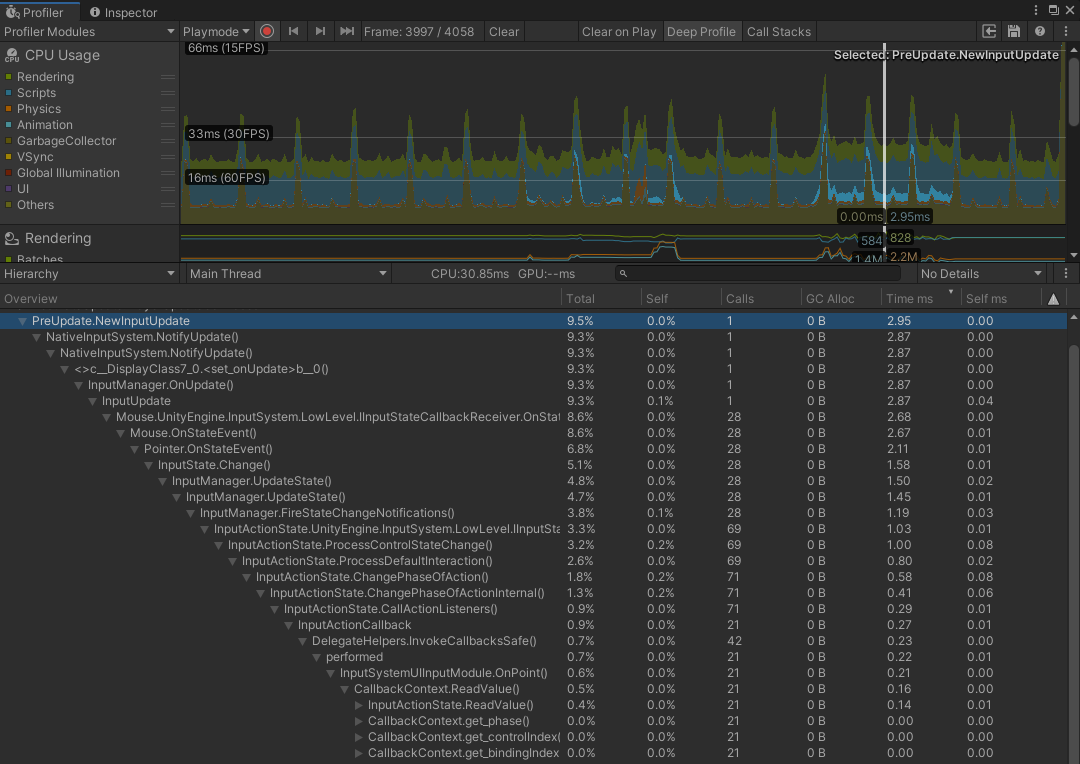 Profiler Inspector
Profiler Modules Playmode Frame: 3997 / 4058 Clear Clear on Play Deep Profile Call Stacks
CPU Usage
Rendering
Scripts
Physics
Animation
GarbageCollector
VSync
Global Illumination
UI
Others
66ms (15FPS)
Selected: PreUpdate.NewInputUpdate
33ms (30FPS)
16ms (60FPS)
0.00ms 2.95ms
Rendering
Batches
584 828
1.4M 2.2M
Hierarchy Main Thread CPU:30.85ms GPU:--ms No Details
Overview Total Self Calls GC Alloc Time ms Self ms
PreUpdate.NewInputUpdate 9.5% 0.0% 1 0 B 2.95 0.00
NativeInputSystem.NotifyUpdate() 9.3% 0.0% 1 0 B 2.87 0.00
NativeInputSystem.NotifyUpdate() 9.3% 0.0% 1 0 B 2.87 0.00
<>c__DisplayClass7_0.<set_onUpdate>b__0() 9.3% 0.0% 1 0 B 2.87 0.00
InputManager.OnUpdate() 9.3% 0.0% 1 0 B 2.87 0.00
InputUpdate 9.3% 0.1% 1 0 B 2.87 0.04
Mouse.UnityEngine.InputSystem.LowLevel.IInputStateCallbackReceiver.OnStat 8.6% 0.0% 28 0 B 2.68 0.00
Mouse.OnStateEvent() 8.6% 0.0% 28 0 B 2.67 0.01
Pointer.OnStateEvent() 6.8% 0.0% 28 0 B 2.11 0.01
InputState.Change() 5.1% 0.0% 28 0 B 1.58 0.01
InputManager.UpdateState() 4.8% 0.0% 28 0 B 1.50 0.02
InputManager.UpdateState() 4.7% 0.0% 28 0 B 1.45 0.01
InputManager.FireStateChangeNotifications() 3.8% 0.1% 28 0 B 1.19 0.03
InputActionState.UnityEngine.InputSystem.LowLevel.IInputSta 3.3% 0.0% 69 0 B 1.03 0.01
InputActionState.ProcessControlStateChange() 3.2% 0.2% 69 0 B 1.00 0.08
InputActionState.ProcessDefaultInteraction() 2.6% 0.0% 69 0 B 0.80 0.02
InputActionState.ChangePhaseOfAction() 1.8% 0.2% 71 0 B 0.58 0.08
InputActionState.ChangePhaseOfActionInternal() 1.3% 0.2% 71 0 B 0.41 0.06
InputActionState.CallActionListeners() 0.9% 0.0% 71 0 B 0.29 0.01
InputActionCallback 0.9% 0.0% 21 0 B 0.27 0.01
DelegateHelpers.InvokeCallbacksSafe() 0.7% 0.0% 42 0 B 0.23 0.00
performed 0.7% 0.0% 21 0 B 0.22 0.01
InputSystemUIInputModule.OnPoint() 0.6% 0.0% 21 0 B 0.21 0.00
CallbackContext.ReadValue() 0.5% 0.0% 21 0 B 0.16 0.00
InputActionState.ReadValue() 0.4% 0.0% 21 0 B 0.14 0.01
CallbackContext.get_phase() 0.0% 0.0% 21 0 B 0.00 0.00
CallbackContext.get_controlIndex( 0.0% 0.0% 21 0 B 0.00 0.00
CallbackContext.get_bindingIndex 0.0% 0.0% 21 0 B 0.00 0.00